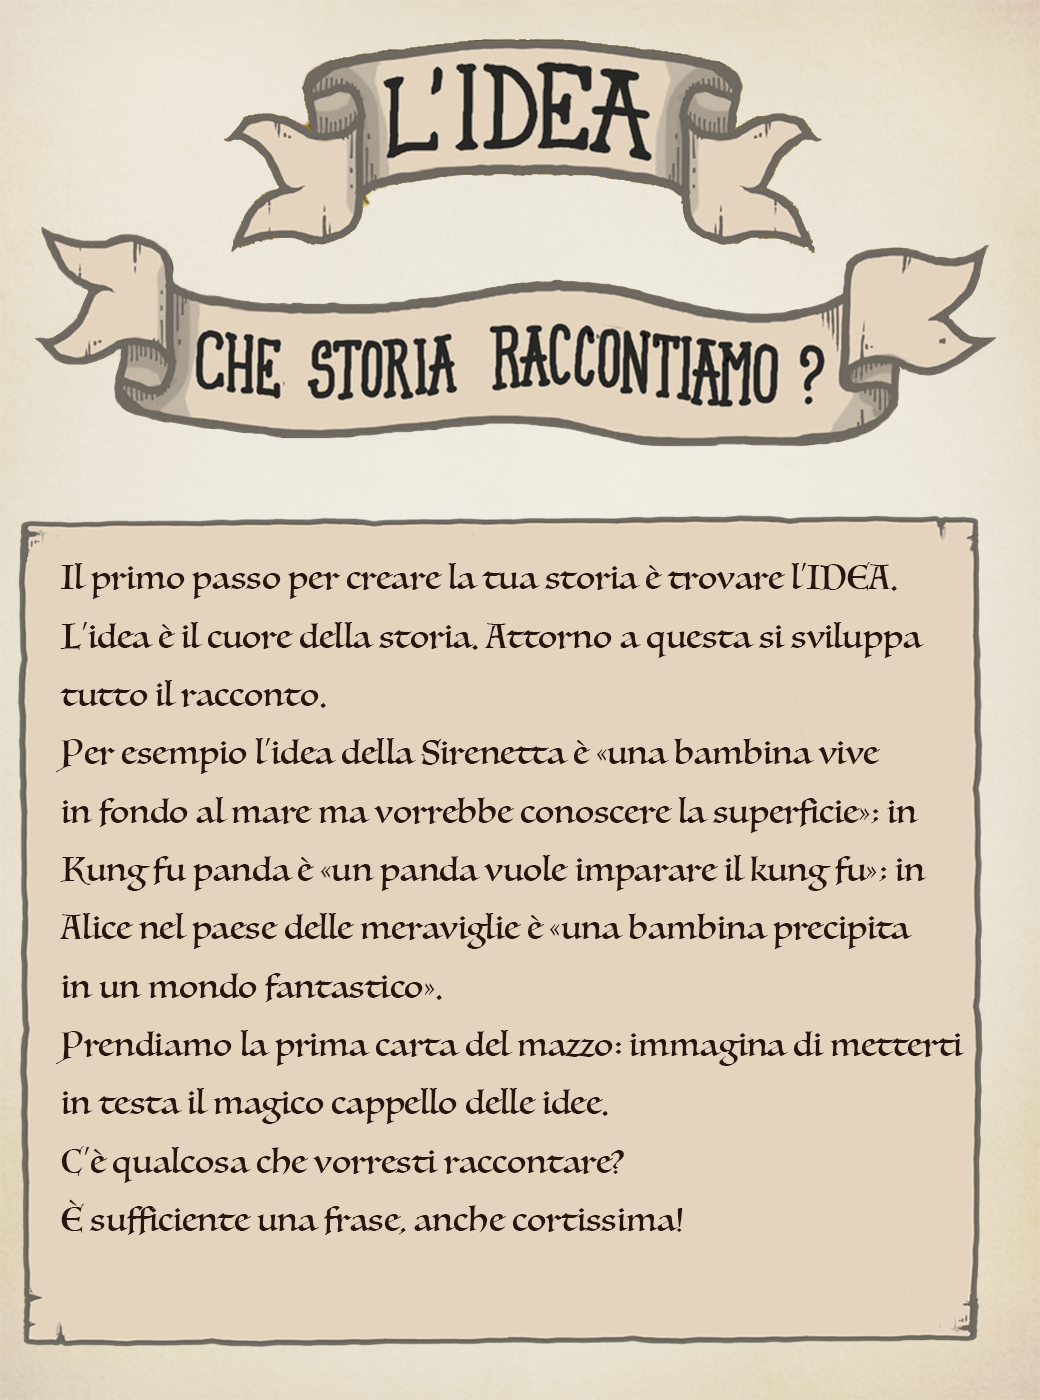 L'IDEA
CHE STORIA RACCONTIAMO ?
Il primo passo per creare la tua storia è trovare l'IDEA.
L'idea è il cuore della storia. Attorno a questa si sviluppa
tutto il racconto.
Per esempio l'idea della Sirenetta è «una bambina vive
in fondo al mare ma vorrebbe conoscere la superficie»; in
Kung fu panda è «un panda vuole imparare il kung fu»; in
Alice nel paese delle meraviglie è «una bambina precipita
in un mondo fantastico».
Prendiamo la prima carta del mazzo: immagina di metterti
in testa il magico cappello delle idee.
C'è qualcosa che vorresti raccontare?
È sufficiente una frase, anche cortissima!